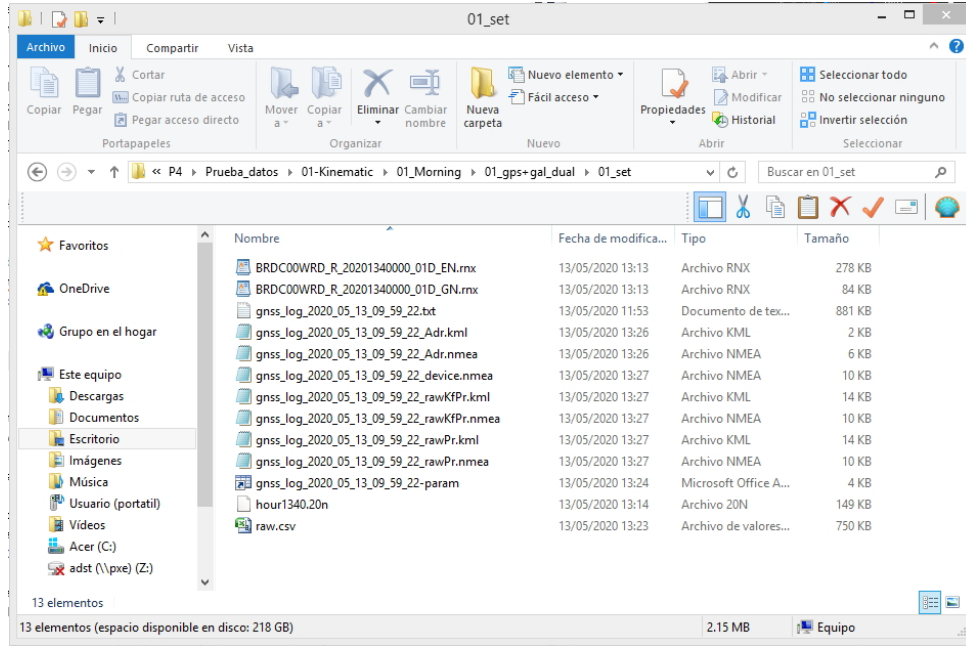 01_set
Archivo Inicio Compartir Vista
Copiar Pegar Cortar Copiar ruta de acceso Pegar acceso directo
Portapapeles
Mover a Copiar a Eliminar Cambiar nombre
Organizar
Nueva carpeta Nuevo elemento Fácil acceso
Nuevo
Propiedades Abrir Modificar Historial
Abrir
Seleccionar todo No seleccionar ninguno Invertir selección
Seleccionar
« P4 Prueba_datos 01-Kinematic 01_Morning 01_gps+gal_dual 01_set Buscar en 01_set
Favoritos
OneDrive
Grupo en el hogar
Este equipo
Descargas
Documentos
Escritorio
Imágenes
Música
Usuario (portatil)
Vídeos
Acer (C:)
adst (\\pxe) (Z:)
Nombre Fecha de modifica... Tipo Tamaño
BRDC00WRD_R_20201340000_01D_EN.rnx 13/05/2020 13:13 Archivo RNX 278 KB
BRDC00WRD_R_20201340000_01D_GN.rnx 13/05/2020 13:13 Archivo RNX 84 KB
gnss_log_2020_05_13_09_59_22.txt 13/05/2020 11:53 Documento de tex... 881 KB
gnss_log_2020_05_13_09_59_22_Adr.kml 13/05/2020 13:26 Archivo KML 2 KB
gnss_log_2020_05_13_09_59_22_Adr.nmea 13/05/2020 13:26 Archivo NMEA 6 KB
gnss_log_2020_05_13_09_59_22_device.nmea 13/05/2020 13:27 Archivo NMEA 10 KB
gnss_log_2020_05_13_09_59_22_rawKfPr.kml 13/05/2020 13:27 Archivo KML 14 KB
gnss_log_2020_05_13_09_59_22_rawKfPr.nmea 13/05/2020 13:27 Archivo NMEA 10 KB
gnss_log_2020_05_13_09_59_22_rawPr.kml 13/05/2020 13:27 Archivo KML 14 KB
gnss_log_2020_05_13_09_59_22_rawPr.nmea 13/05/2020 13:27 Archivo NMEA 10 KB
gnss_log_2020_05_13_09_59_22-param 13/05/2020 13:24 Microsoft Office A... 4 KB
hour1340.20n 13/05/2020 13:14 Archivo 20N 149 KB
raw.csv 13/05/2020 13:23 Archivo de valores... 750 KB
13 elementos
13 elementos (espacio disponible en disco: 218 GB) 2.15 MB Equipo